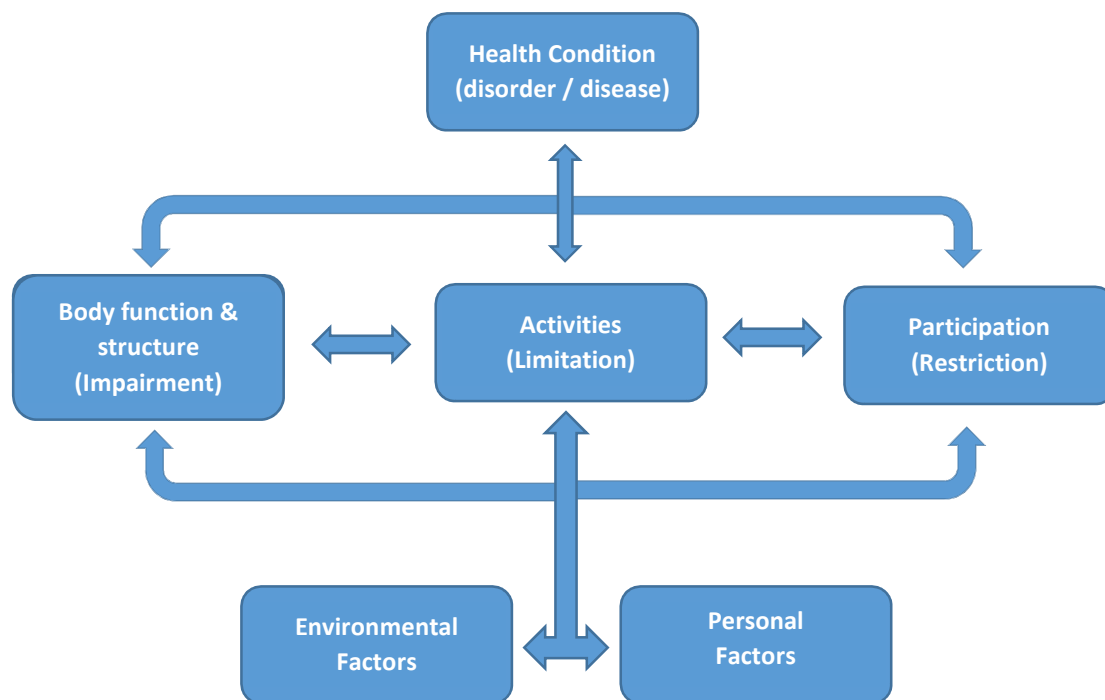 Health Condition
(disorder / disease)
Body function &
structure
(Impairment)
Activities
(Limitation)
Participation
(Restriction)
Environmental
Factors
Personal
Factors